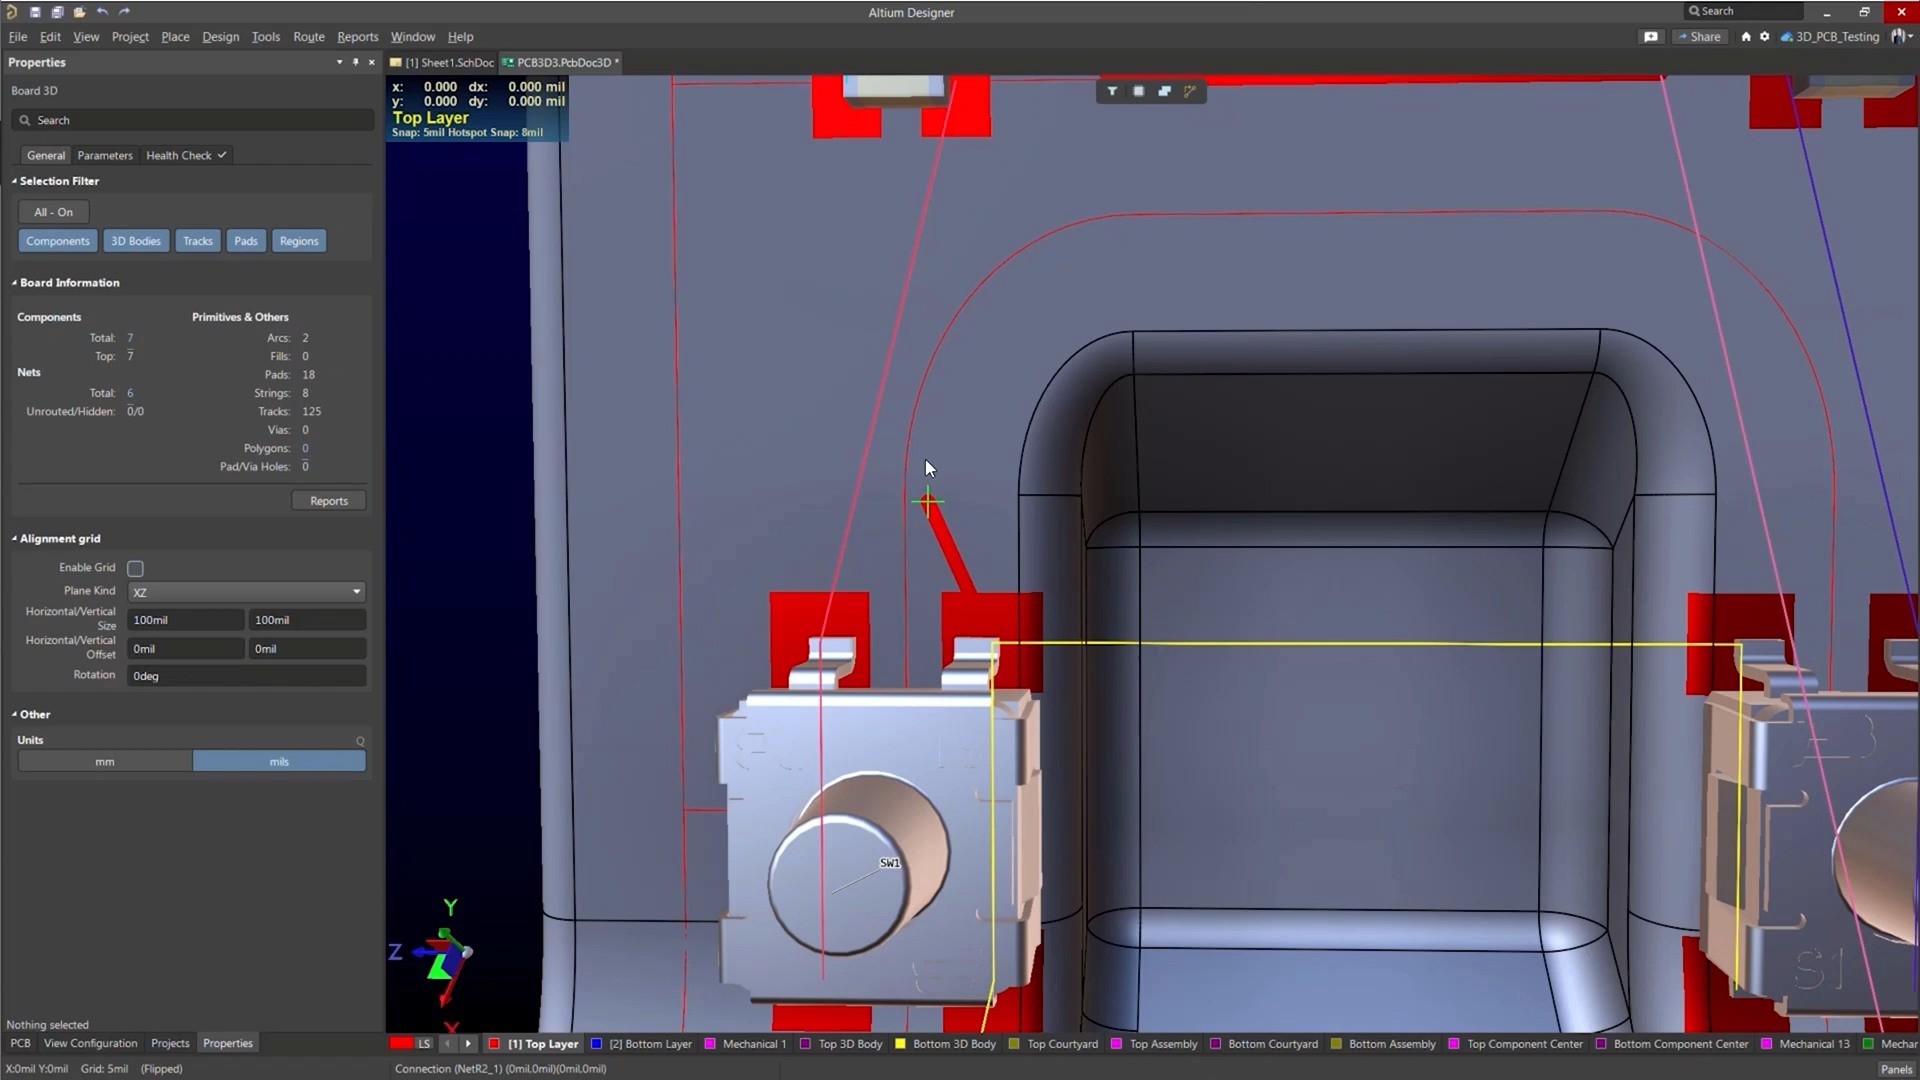 Altium Designer
Search
File Edit View Project Place Design Tools Route Reports Window Help
Share
3D_PCB_Testing
Properties
[1] Sheet1.SchDoc
PCB3D3.PcbDoc3D *
Board 3D
x: 0.000 dx: 0.000 mil
y: 0.000 dy: 0.000 mil
Top Layer
Snap: 5mil Hotspot Snap: 8mil
Search
General Parameters Health Check
Selection Filter
All - On
Components 3D Bodies Tracks Pads Regions
Board Information
Components
Total: 7
Top: 7
Nets
Total: 6
Unrouted/Hidden: 0/0
Primitives & Others
Arcs: 2
Fills: 0
Pads: 18
Strings: 8
Tracks: 125
Vias: 0
Polygons: 0
Pad/Via Holes: 0
Reports
Alignment grid
Enable Grid
Plane Kind XZ
Horizontal/Vertical Size 100mil 100mil
Horizontal/Vertical Offset 0mil 0mil
Rotation 0deg
Other
Units
mm mils
SW1
S1
Y
Z
X
Nothing selected
PCB View Configuration Projects Properties
LS [1] Top Layer [2] Bottom Layer Mechanical 1 Top 3D Body Bottom 3D Body Top Courtyard Top Assembly Bottom Courtyard Bottom Assembly Top Component Center Bottom Component Center Mechanical 13 Mechar
X:0mil Y:0mil Grid: 5mil (Flipped)
Connection (NetR2_1) (0mil,0mil)(0mil,0mil)
Panels